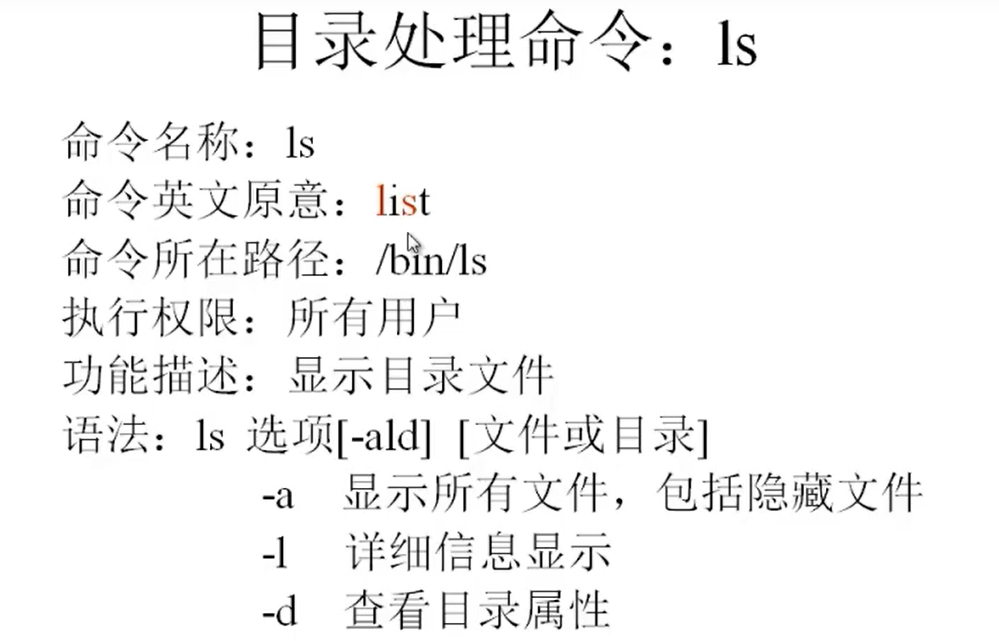 目录处理命令：ls
命令名称：ls
命令英文原意：list
命令所在路径：/bin/ls
执行权限：所有用户
功能描述：显示目录文件
语法：ls 选项[-ald] [文件或目录]
-a 显示所有文件，包括隐藏文件
-l 详细信息显示
-d 查看目录属性